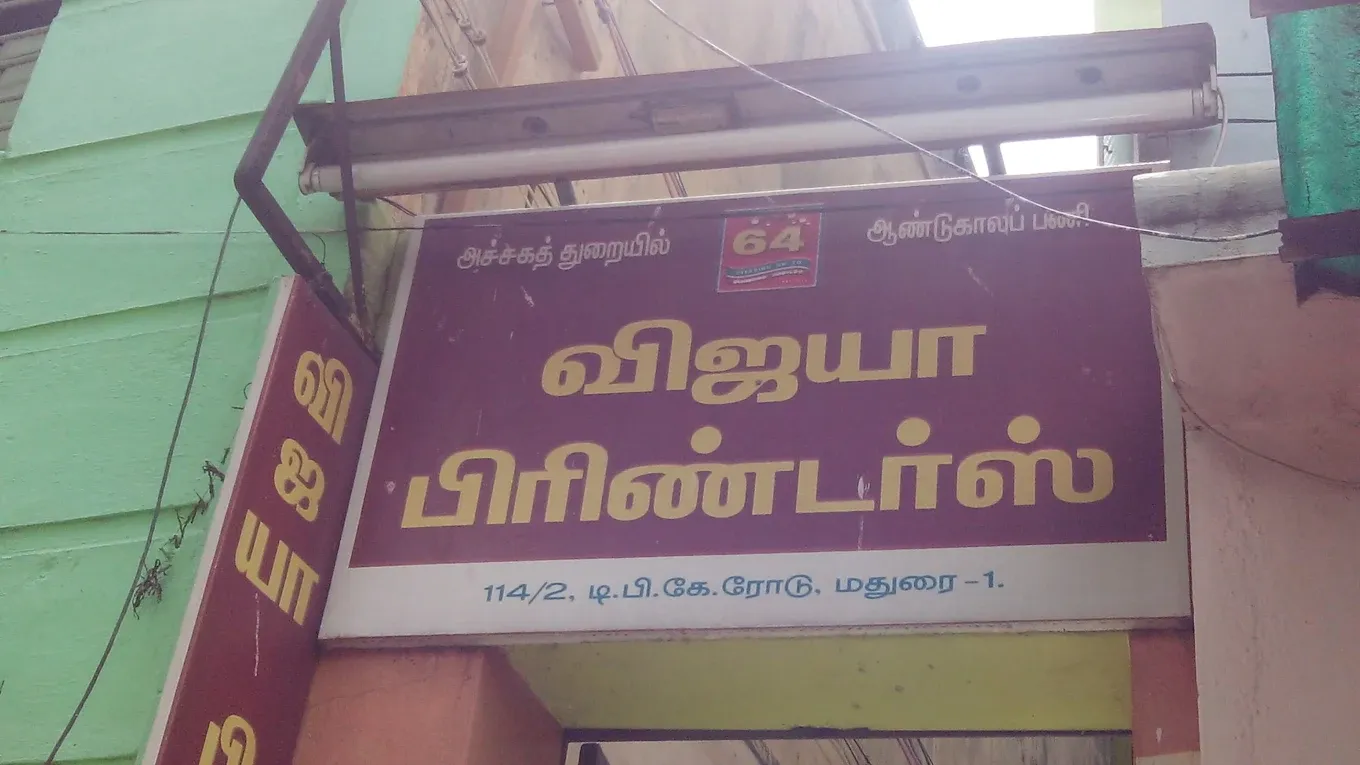 அச்சகத் துறையில் 64 ஆண்டுகாலப் பணி
விஜயா
பிரிண்டர்ஸ்
114/2, டி.பி.கே.ரோடு, மதுரை -1.
வி
ஜ
யா
பி